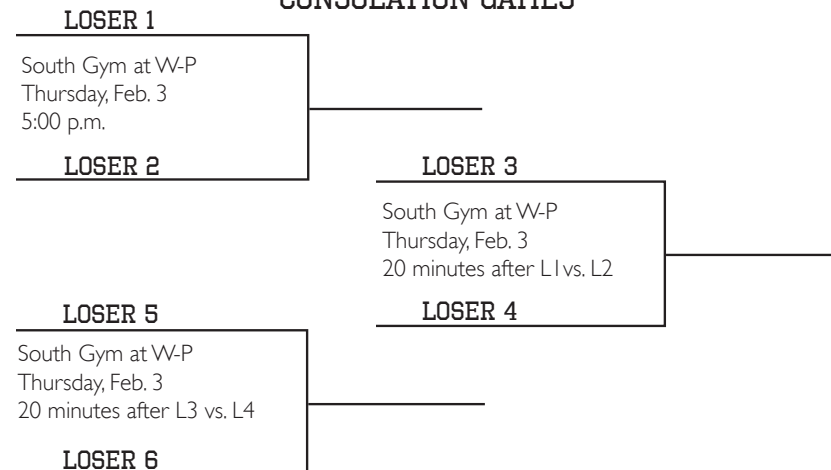 CONSOLATION GAMES
LOSER 1
South Gym at W-P
Thursday, Feb. 3
5:00 p.m.
LOSER 2
LOSER 3
South Gym at W-P
Thursday, Feb. 3
20 minutes after L1vs. L2
LOSER 4
LOSER 5
South Gym at W-P
Thursday, Feb. 3
20 minutes after L3 vs. L4
LOSER 6